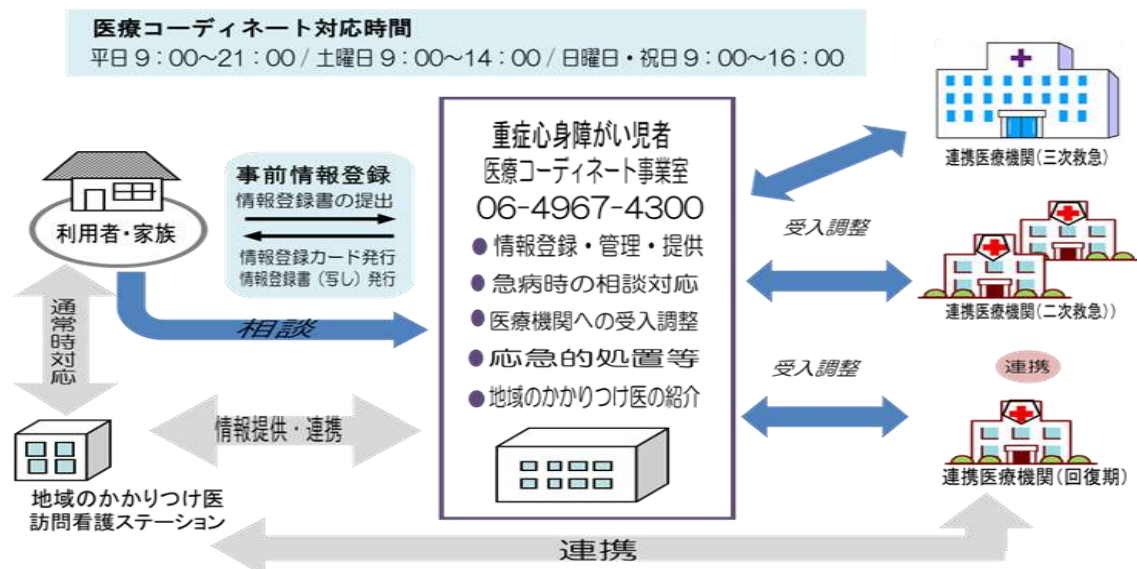 医療コーディネート対応時間
平日9：00～21：00/土曜日9：00～14：00/日曜日・祝日9：00～16：00
利用者・家族
事前情報登録
情報登録書の提出
情報登録カード発行
情報登録書（写し）発行
相談
通常時対応
地域のかかりつけ医
訪問看護ステーション
情報提供・連携
重症心身障がい児者
医療コーディネート事業室
06-4967-4300
●情報登録・管理・提供
●急病時の相談対応
●医療機関への受入調整
●応急的処置等
●地域のかかりつけ医の紹介
受入調整
受入調整
連携医療機関(三次救急)
連携医療機関(二次救急))
連携
連携医療機関(回復期)
連携